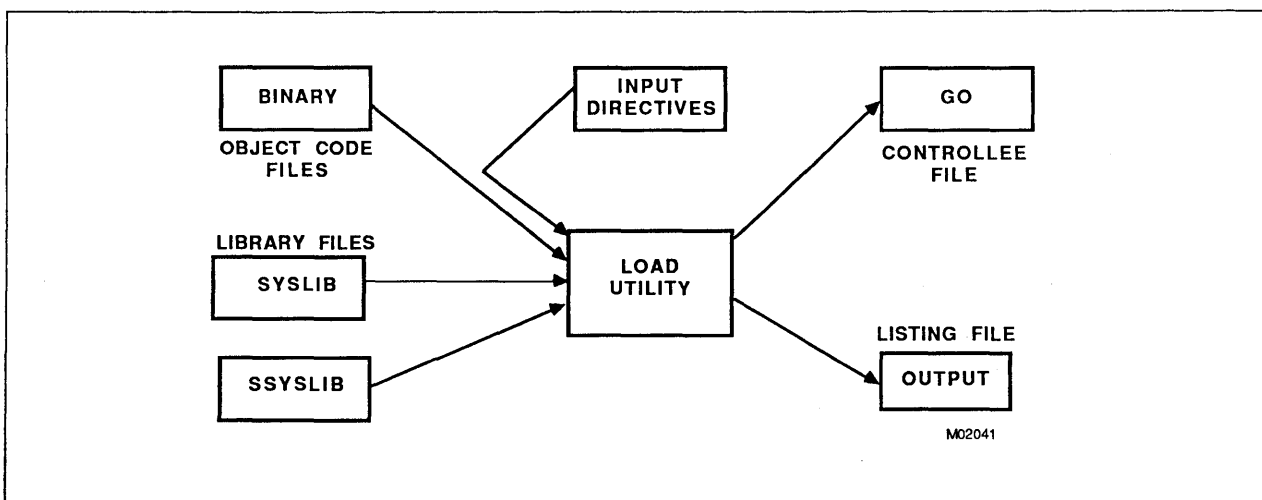 BINARY
OBJECT CODE
FILES
INPUT
DIRECTIVES
GO
CONTROLLEE
FILE
LIBRARY FILES
SYSLIB
SSYSLIB
LOAD
UTILITY
LISTING FILE
OUTPUT
M02041